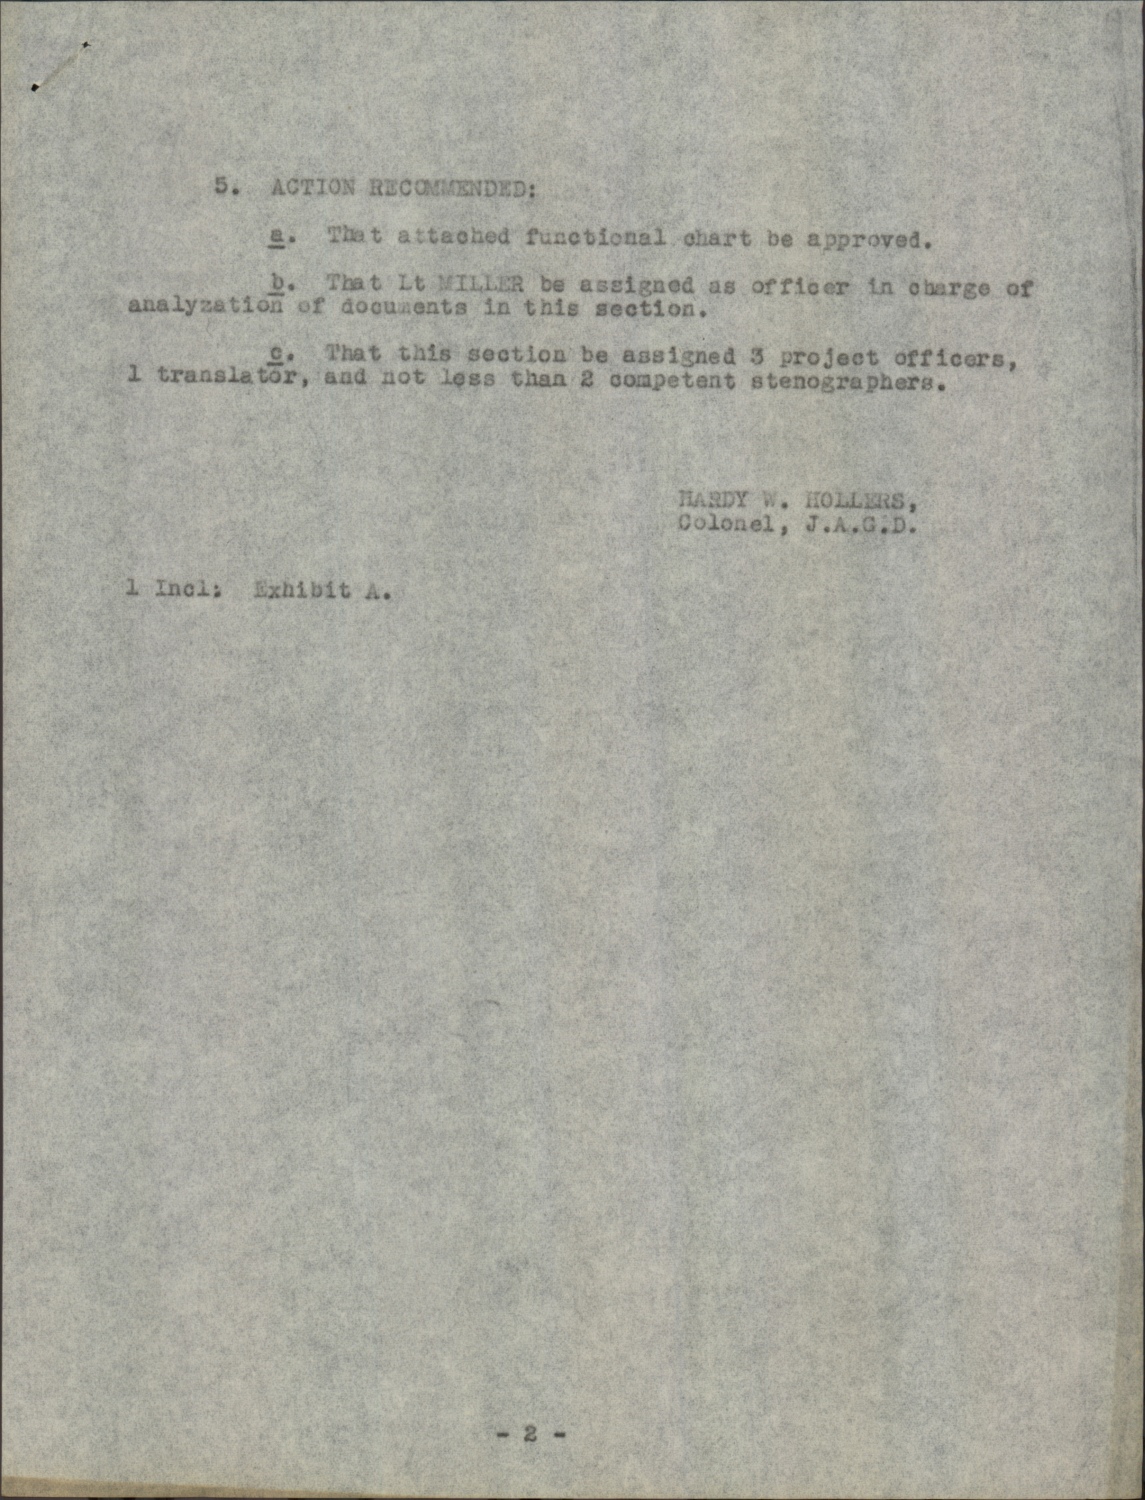 5. ACTION RECOMMENDED:
a. That attached functional chart be approved.
b. That Lt MILLER be assigned as officer in charge of
analyzation of documents in this section.
c. That this section be assigned 3 project officers,
1 translator, and not less than 2 competent stenographers.
HARDY W. HOLLERS,
Colonel, J.A.G.D.
1 Incl: Exhibit A.
- 2 -